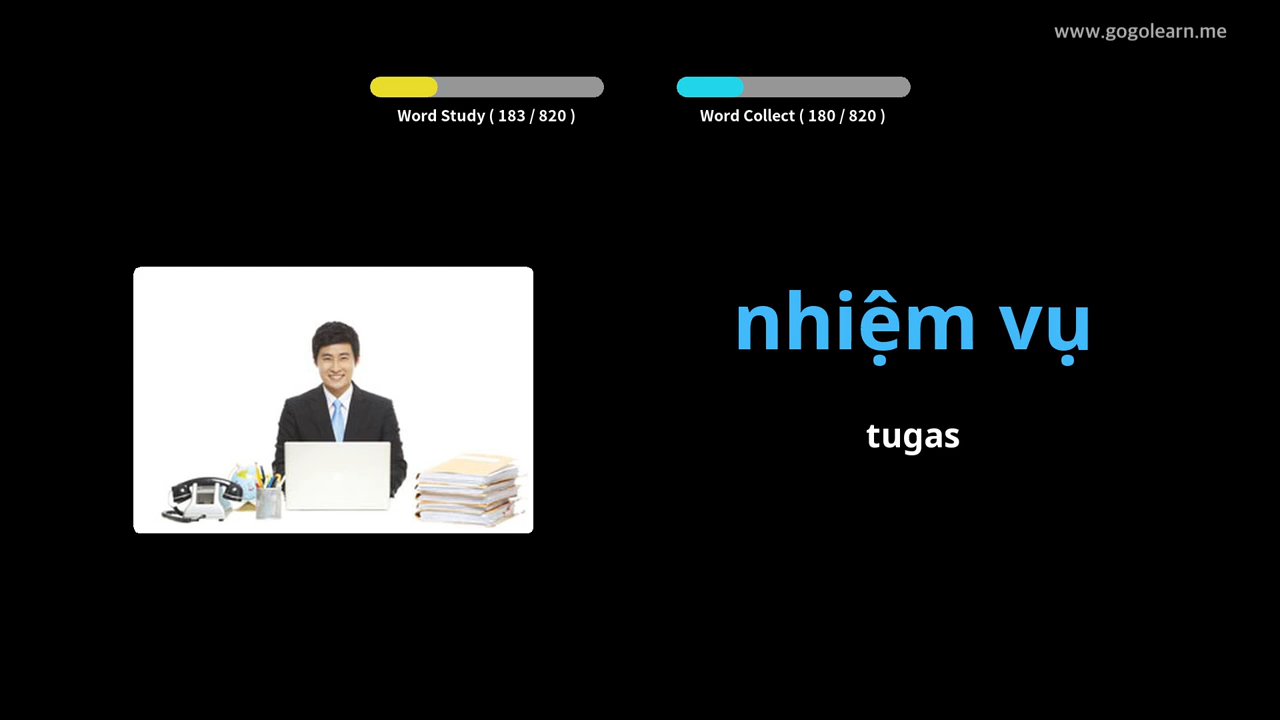 www.gogolearn.me
Word Study ( 183 / 820 )
Word Collect ( 180 / 820 )
nhiệm vụ
tugas